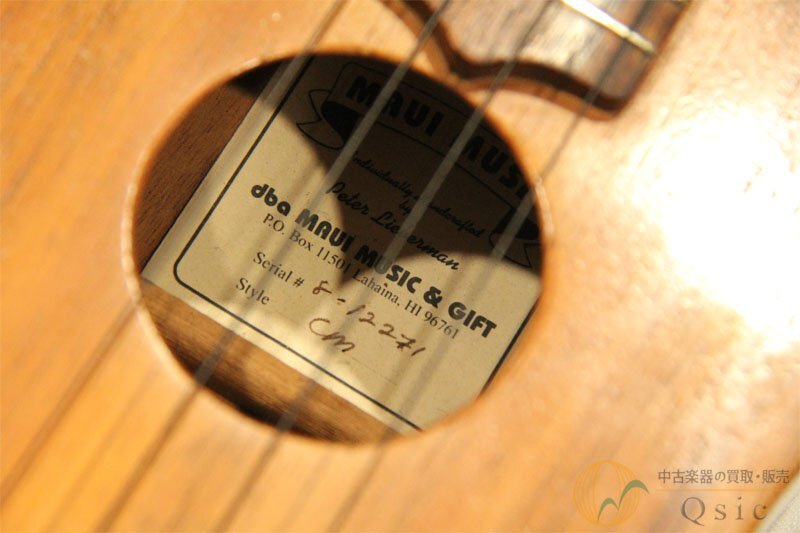 MAUI MUSIC
individually handcrafted
by
Peter Lieberman
dba MAUI MUSIC & GIFT
P.O. Box 11501 Lahaina, HI 96761
Serial # 8-12271
Style CM
中古楽器の買取・販売
Qsic